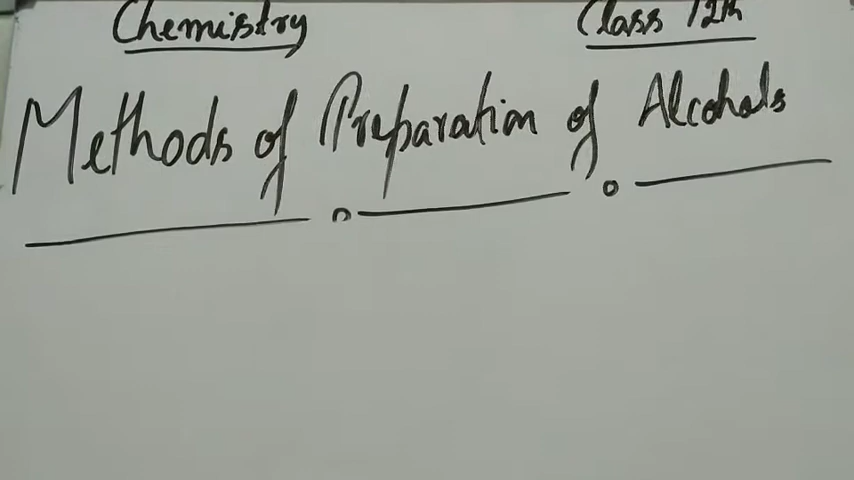 Chemistry Class 12th
Methods of Preparation of Alcohols